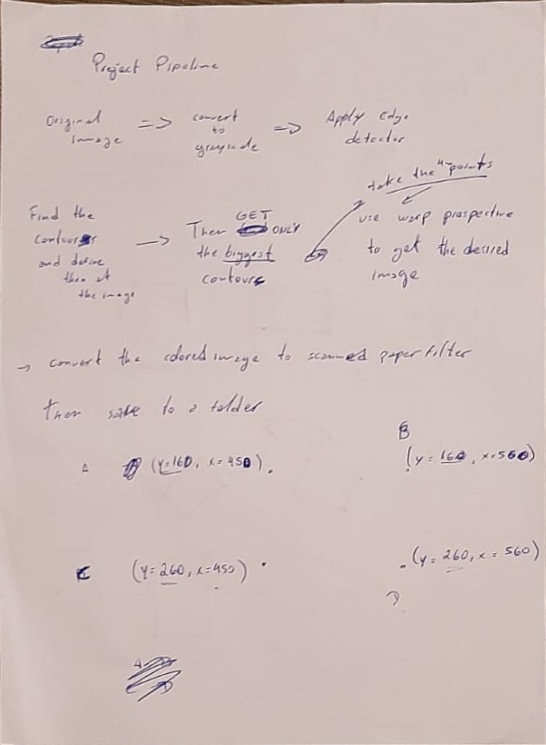 Project Pipeline
Original image => convert to grayscale => Apply Edge detector
take the 4 points
Find the contours and define then at the image -> Then GET ONLY the biggest contours
use warp prespective to get the desired image
-> convert the colored image to scanned paper filter
then save to a folder
A (y=160, x=450).
B
(y=160, x=560)
C (y=260, x=450) .
.(y=260, x=560)